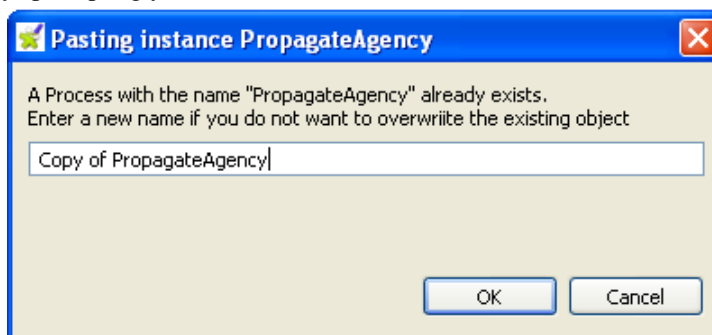 Pasting instance PropagateAgency
A Process with the name "PropagateAgency" already exists.
Enter a new name if you do not want to overwriite the existing object
Copy of PropagateAgency
OK
Cancel